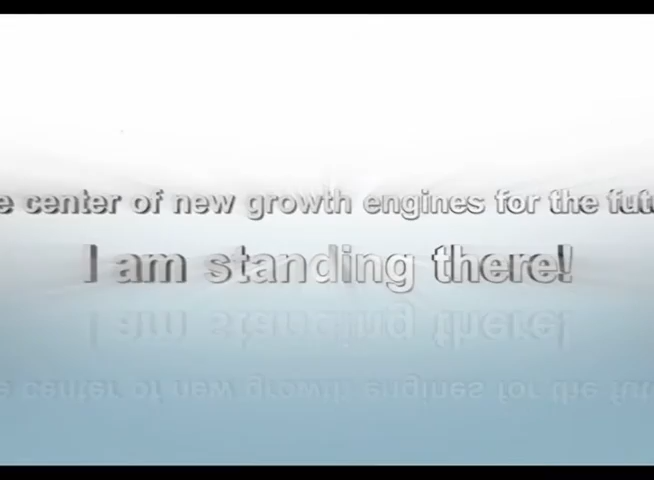 e center of new growth engines for the fut
I am standing there!